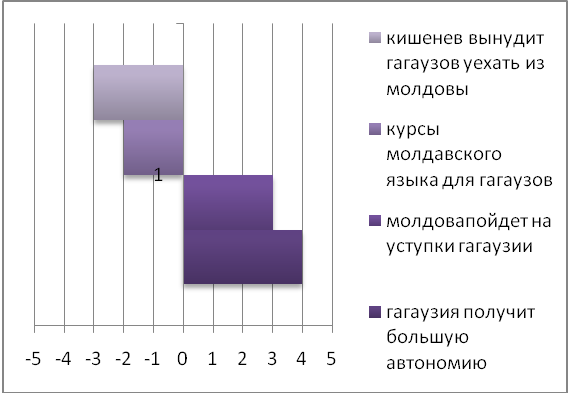 кишенев вынудит
гагаузов уехать из
молдовы
курсы
молдавского
языка для гагаузов
1
молдовапойдет на
уступки гагаузии
гагаузия получит
большую
автономию
-5 -4 -3 -2 -1 0 1 2 3 4 5